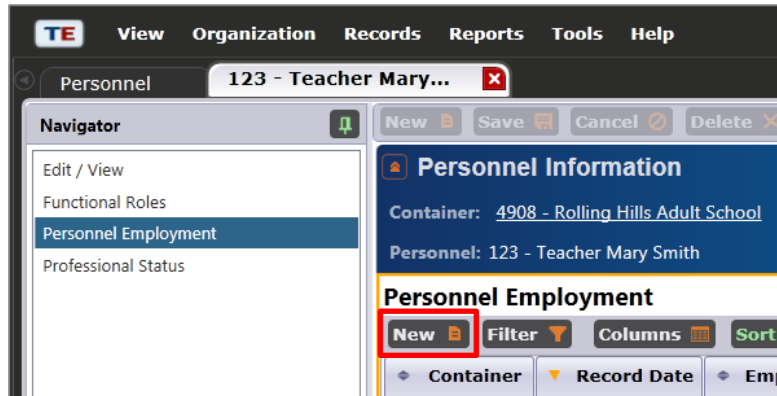 TE View Organization Records Reports Tools Help
Personnel 123 - Teacher Mary...
Navigator
New Save Cancel Delete
Edit / View
Functional Roles
Personnel Employment
Professional Status
Personnel Information
Container: 4908 - Rolling Hills Adult School
Personnel: 123 - Teacher Mary Smith
Personnel Employment
New Filter Columns Sort
Container Record Date Emp